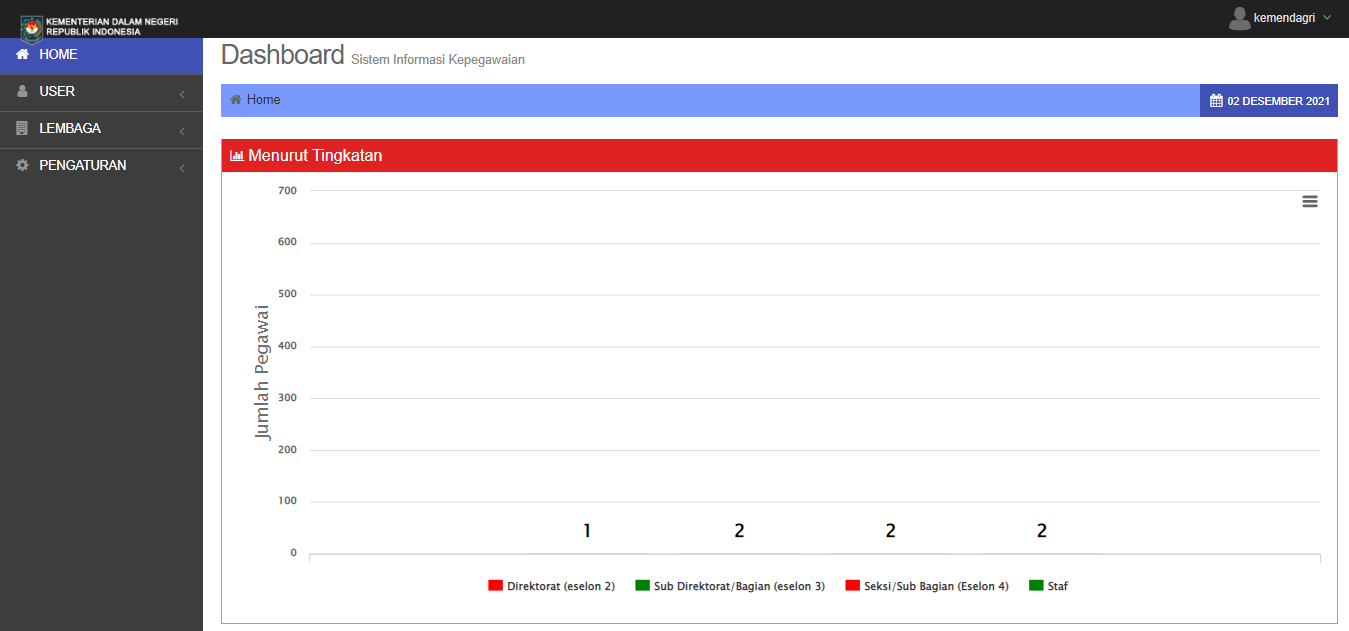 KEMENTERIAN DALAM NEGERI
REPUBLIK INDONESIA
kemendagri
HOME
USER
LEMBAGA
PENGATURAN
Dashboard Sistem Informasi Kepegawaian
Home
02 DESEMBER 2021
Menurut Tingkatan
Jumlah Pegawai
700
600
500
400
300
200
100
0
1 2 2 2
Direktorat (eselon 2) Sub Direktorat/Bagian (eselon 3) Seksi/Sub Bagian (Eselon 4) Staf